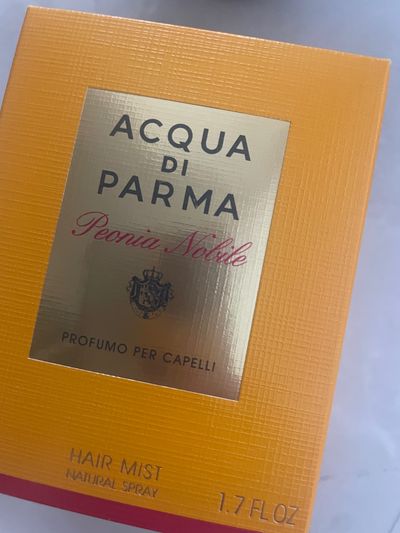 ACQUA
DI
PARMA
Peonia Nobile
PROFUMO PER CAPELLI
HAIR MIST
NATURAL SPRAY
1.7 FL OZ